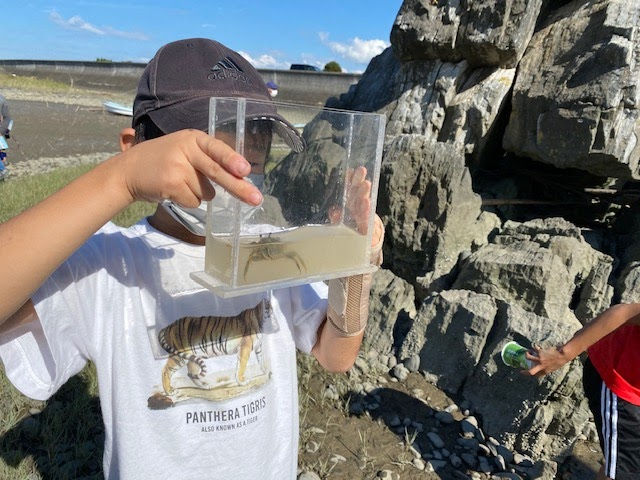 adidas
PANTHERA TIGRIS
ALSO KNOWN AS A TIGER